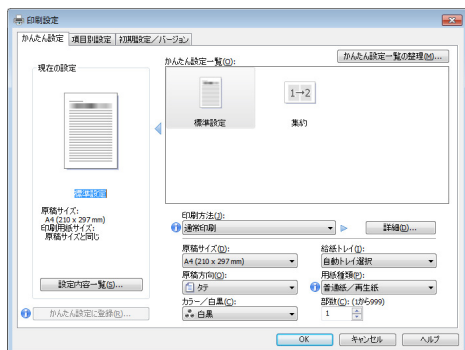 印刷設定
かんたん設定 項目別設定 初期設定／バージョン
現在の設定
かんたん設定一覧(O):
かんたん設定一覧の整理(M)...
標準設定
1→2
集約
標準設定
原稿サイズ:
A4 (210 x 297 mm)
印刷用紙サイズ:
原稿サイズと同じ
設定内容一覧(S)...
かんたん設定に登録(R)...
印刷方法(J):
通常印刷
詳細(D)...
原稿サイズ(D):
A4 (210 x 297 mm)
給紙トレイ(I):
自動トレイ選択
原稿方向(O):
タテ
用紙種類(P):
普通紙／再生紙
カラー／白黒(C):
白黒
部数(C): (1から999)
1
OK キャンセル ヘルプ